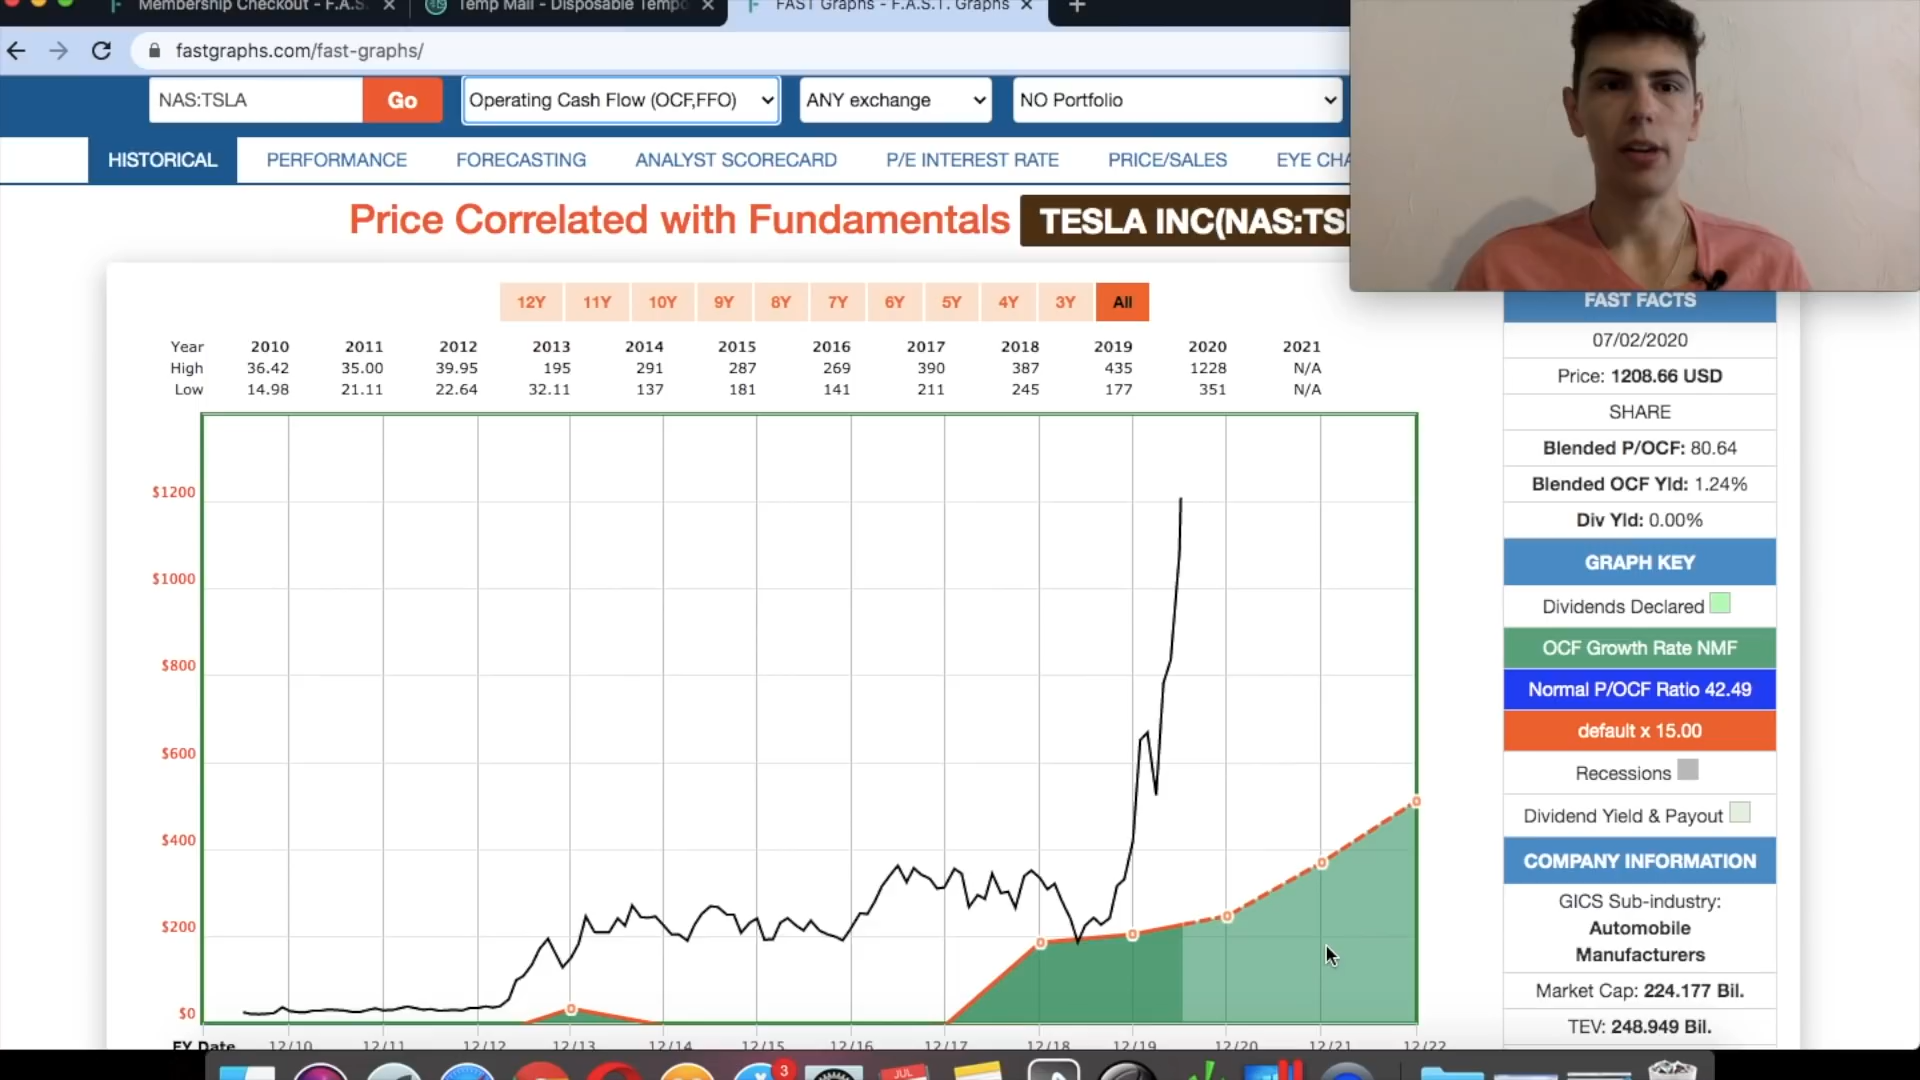 Membership Checkout - F.A.S.
Temp Mail - Disposable Tempo
FAST Graphs - F.A.S.T. Graphs
fastgraphs.com/fast-graphs/
NAS:TSLA Go Operating Cash Flow (OCF,FFO) ANY exchange NO Portfolio
HISTORICAL PERFORMANCE FORECASTING ANALYST SCORECARD P/E INTEREST RATE PRICE/SALES EYE CHA
Price Correlated with Fundamentals TESLA INC(NAS:TSL
12Y 11Y 10Y 9Y 8Y 7Y 6Y 5Y 4Y 3Y All
Year 2010 2011 2012 2013 2014 2015 2016 2017 2018 2019 2020 2021
High 36.42 35.00 39.95 195 291 287 269 390 387 435 1228 N/A
Low 14.98 21.11 22.64 32.11 137 181 141 211 245 177 351 N/A
$1200
$1000
$800
$600
$400
$200
$0
FY Date 12/10 12/11 12/12 12/13 12/14 12/15 12/16 12/17 12/18 12/19 12/20 12/21 12/22
FAST FACTS
07/02/2020
Price: 1208.66 USD
SHARE
Blended P/OCF: 80.64
Blended OCF Yld: 1.24%
Div Yld: 0.00%
GRAPH KEY
Dividends Declared
OCF Growth Rate NMF
Normal P/OCF Ratio 42.49
default x 15.00
Recessions
Dividend Yield & Payout
COMPANY INFORMATION
GICS Sub-industry:
Automobile
Manufacturers
Market Cap: 224.177 Bil.
TEV: 248.949 Bil.
3
JUL